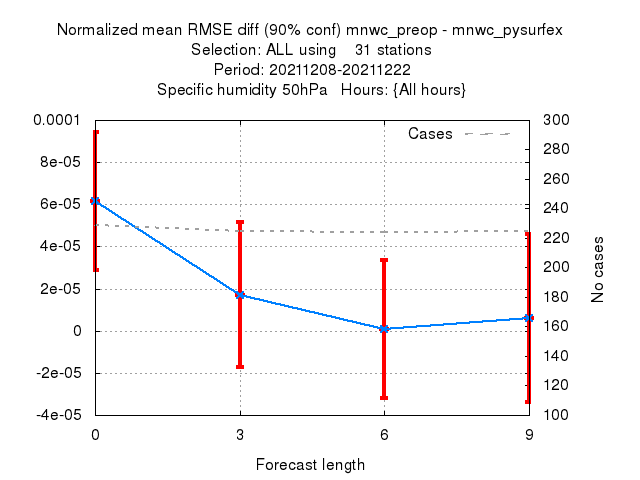 Normalized mean RMSE diff (90% conf) mnwc_preop - mnwc_pysurfex
Selection: ALL using    31 stations
Period: 20211208-20211222
Specific humidity 50hPa   Hours: {All hours}
0.0001
8e-05
6e-05
4e-05
2e-05
0
-2e-05
-4e-05
Cases
300
280
260
240
220
200
180
160
140
120
100
No cases
0 3 6 9
Forecast length